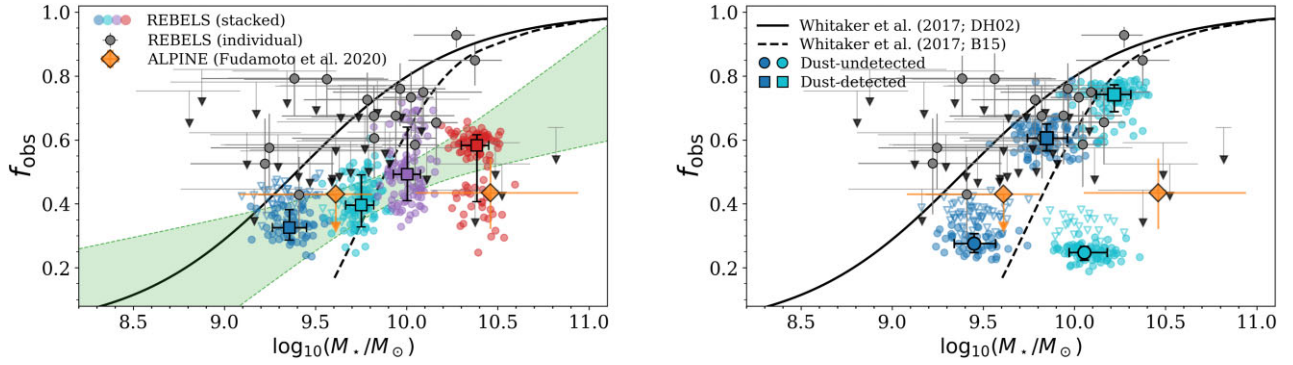 REBELS (stacked)
REBELS (individual)
ALPINE (Fudamoto et al. 2020)
1.0
0.8
0.6
0.4
0.2
f_obs
8.5 9.0 9.5 10.0 10.5 11.0
log₁₀(M⋆/M⊙)
Whitaker et al. (2017; DH02)
Whitaker et al. (2017; B15)
Dust-undetected
Dust-detected
1.0
0.8
0.6
0.4
0.2
f_obs
8.5 9.0 9.5 10.0 10.5 11.0
log₁₀(M⋆/M⊙)